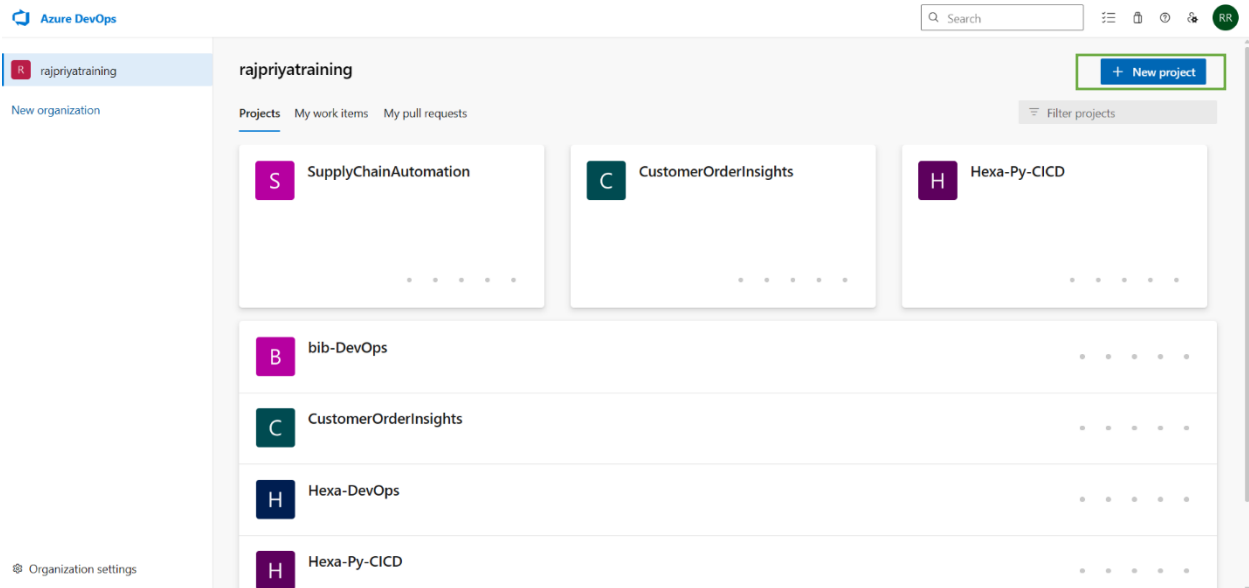 Azure DevOps
Search
RR
R rajpriyatraining
New organization
rajpriyatraining
+ New project
Projects My work items My pull requests
Filter projects
S SupplyChainAutomation
C CustomerOrderInsights
H Hexa-Py-CICD
B bib-DevOps
C CustomerOrderInsights
H Hexa-DevOps
H Hexa-Py-CICD
Organization settings